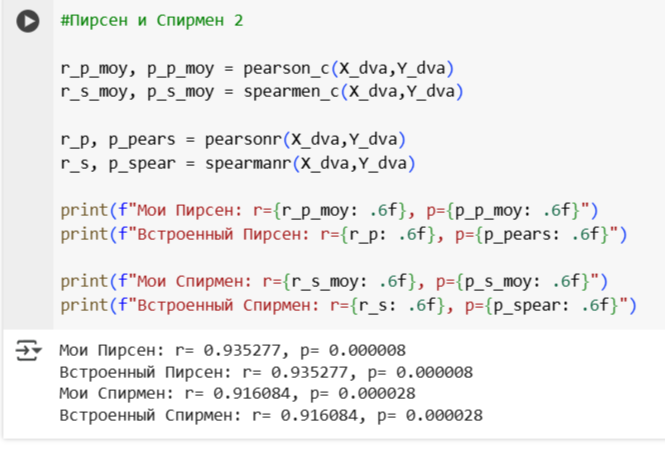 #Пирсен и Спирмен 2
r_p_moy, p_p_moy = pearson_c(X_dva,Y_dva)
r_s_moy, p_s_moy = spearmen_c(X_dva,Y_dva)
r_p, p_pears = pearsonr(X_dva,Y_dva)
r_s, p_spear = spearmanr(X_dva,Y_dva)
print(f"Мои Пирсен: r={r_p_moy: .6f}, p={p_p_moy: .6f}")
print(f"Встроенный Пирсен: r={r_p: .6f}, p={p_pears: .6f}")
print(f"Мои Спирмен: r={r_s_moy: .6f}, p={p_s_moy: .6f}")
print(f"Встроенный Спирмен: r={r_s: .6f}, p={p_spear: .6f}")
Мои Пирсен: r= 0.935277, p= 0.000008
Встроенный Пирсен: r= 0.935277, p= 0.000008
Мои Спирмен: r= 0.916084, p= 0.000028
Встроенный Спирмен: r= 0.916084, p= 0.000028